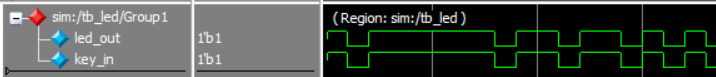 sim:/tb_led/Group1
( Region: sim:/tb_led )
led_out 1'b1
key_in 1'b1